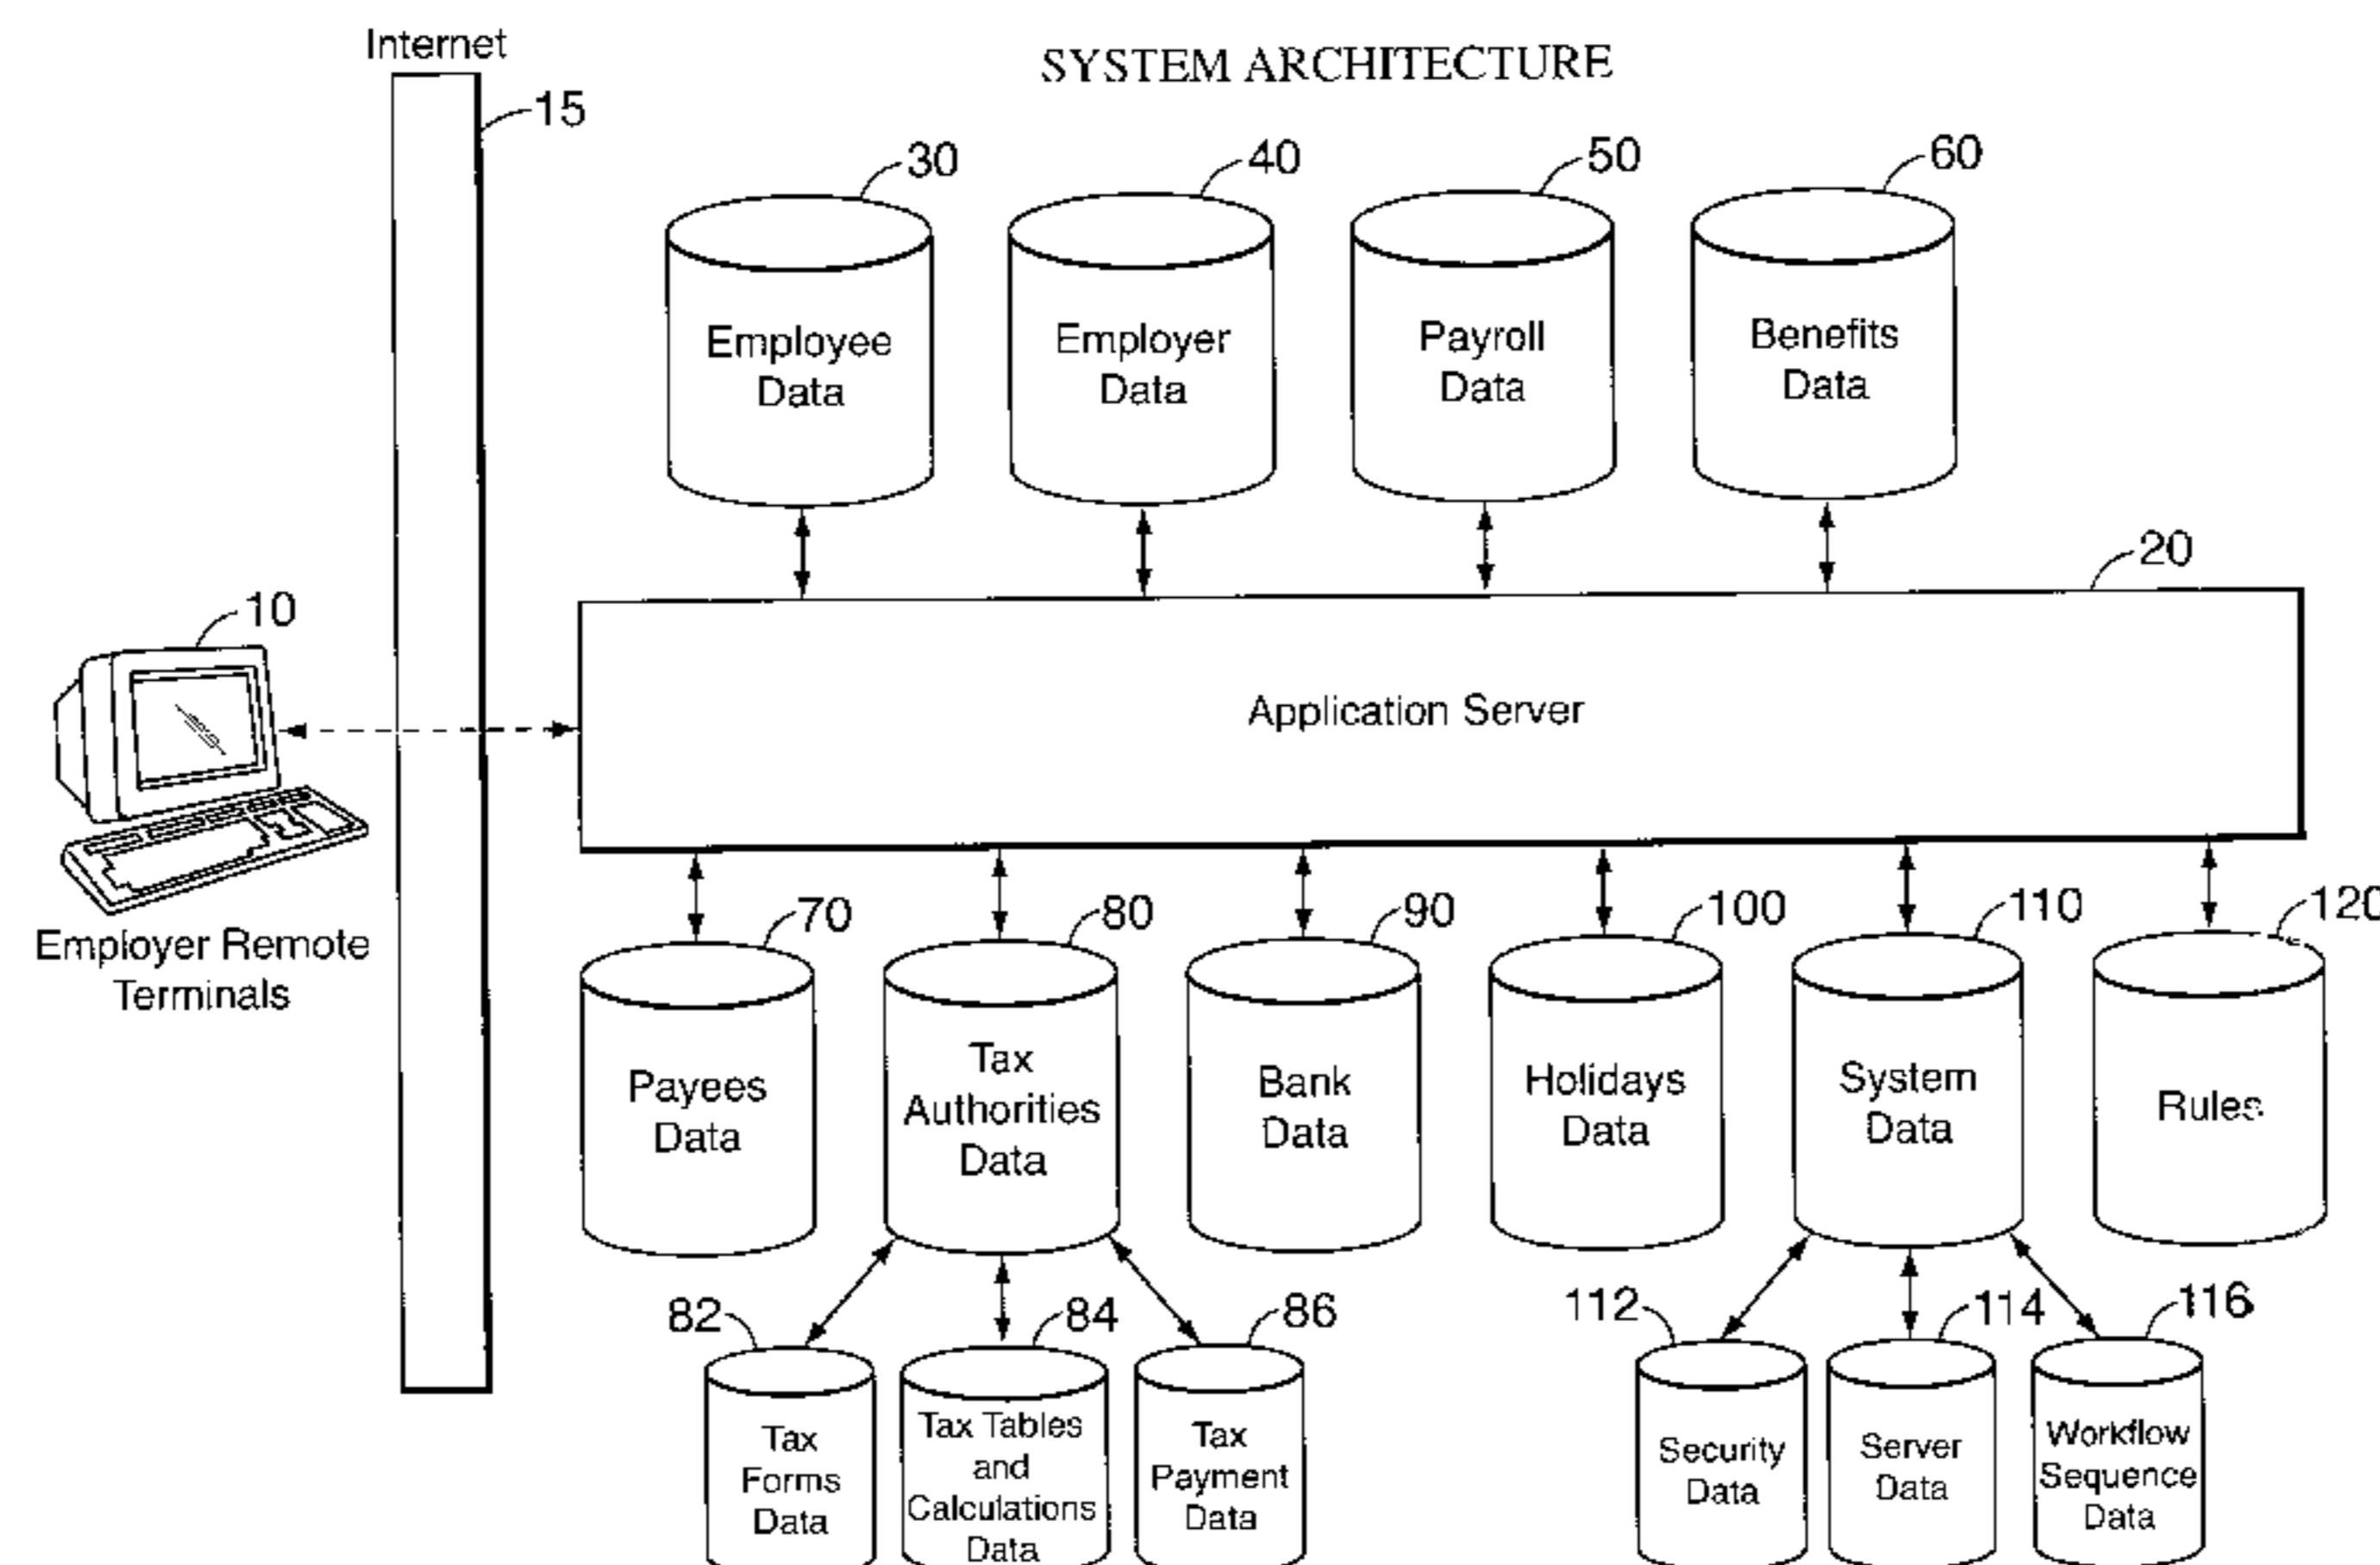 Internet
SYSTEM ARCHITECTURE
15
30
40
50
60
Employee
Data
Employer
Data
Payroll
Data
Benefits
Data
20
10
Application Server
Employer Remote
Terminals
70
80
90
100
110
120
Payees
Data
Tax
Authorities
Data
Bank
Data
Holidays
Data
System
Data
Rules
82
84
86
112
114
116
Tax
Forms
Data
Tax Tables
and
Calculations
Data
Tax
Payment
Data
Security
Data
Server
Data
Workflow
Sequence
Data